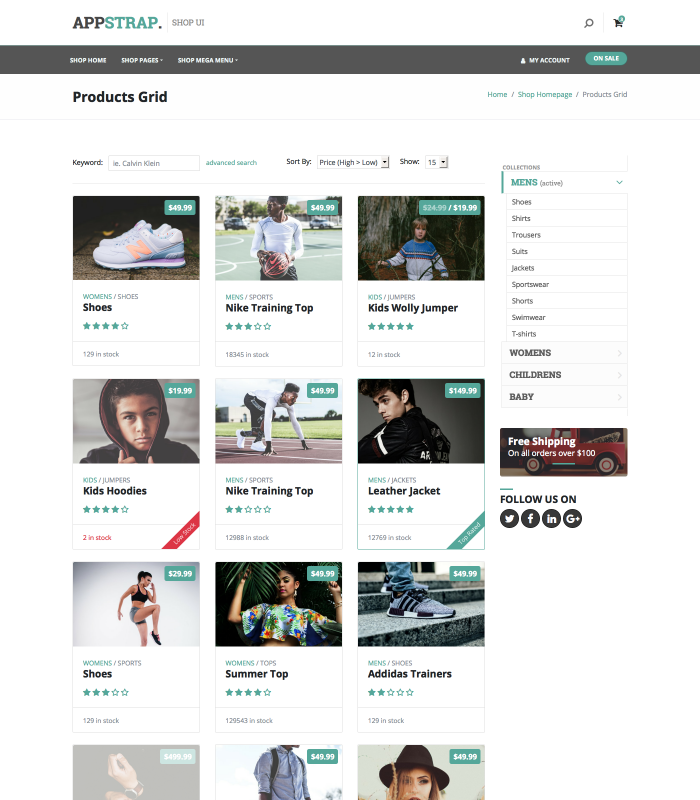 APPSTRAP. SHOP UI
SHOP HOME SHOP PAGES SHOP MEGA MENU MY ACCOUNT ON SALE
Products Grid Home / Shop Homepage / Products Grid
Keyword: ie. Calvin Klein advanced search Sort By: Price (High > Low) Show: 15
COLLECTIONS
MENS (active)
Shoes
Shirts
Trousers
Suits
Jackets
Sportswear
Shorts
Swimwear
T-shirts
WOMENS
CHILDRENS
BABY
Free Shipping
On all orders over $100
FOLLOW US ON
$49.99 $49.99 $24.99 / $19.99
WOMENS / SHOES MENS / SPORTS KIDS / JUMPERS
Shoes Nike Training Top Kids Wolly Jumper
129 in stock 18345 in stock 12 in stock
$19.99 $49.99 $149.99
KIDS / JUMPERS MENS / SPORTS MENS / JACKETS
Kids Hoodies Nike Training Top Leather Jacket
2 in stock Low Stock 12988 in stock 12769 in stock Top Rated
$29.99 $49.99 $49.99
WOMENS / SPORTS WOMENS / TOPS MENS / SHOES
Shoes Summer Top Addidas Trainers
129 in stock 129543 in stock 129 in stock
$499.99 $49.99 $49.99